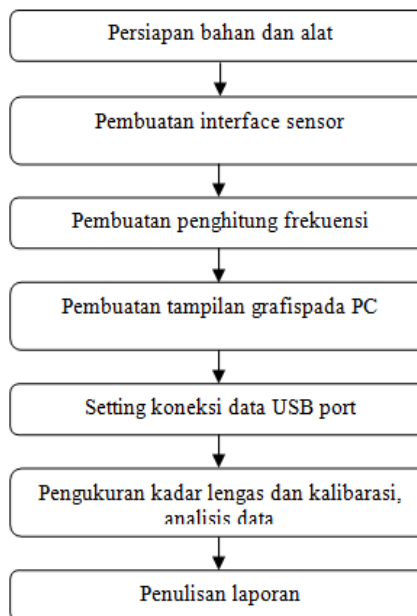 Persiapan bahan dan alat
Pembuatan interface sensor
Pembuatan penghitung frekuensi
Pembuatan tampilan grafispada PC
Setting koneksi data USB port
Pengukuran kadar lengas dan kalibarasi,
analisis data
Penulisan laporan